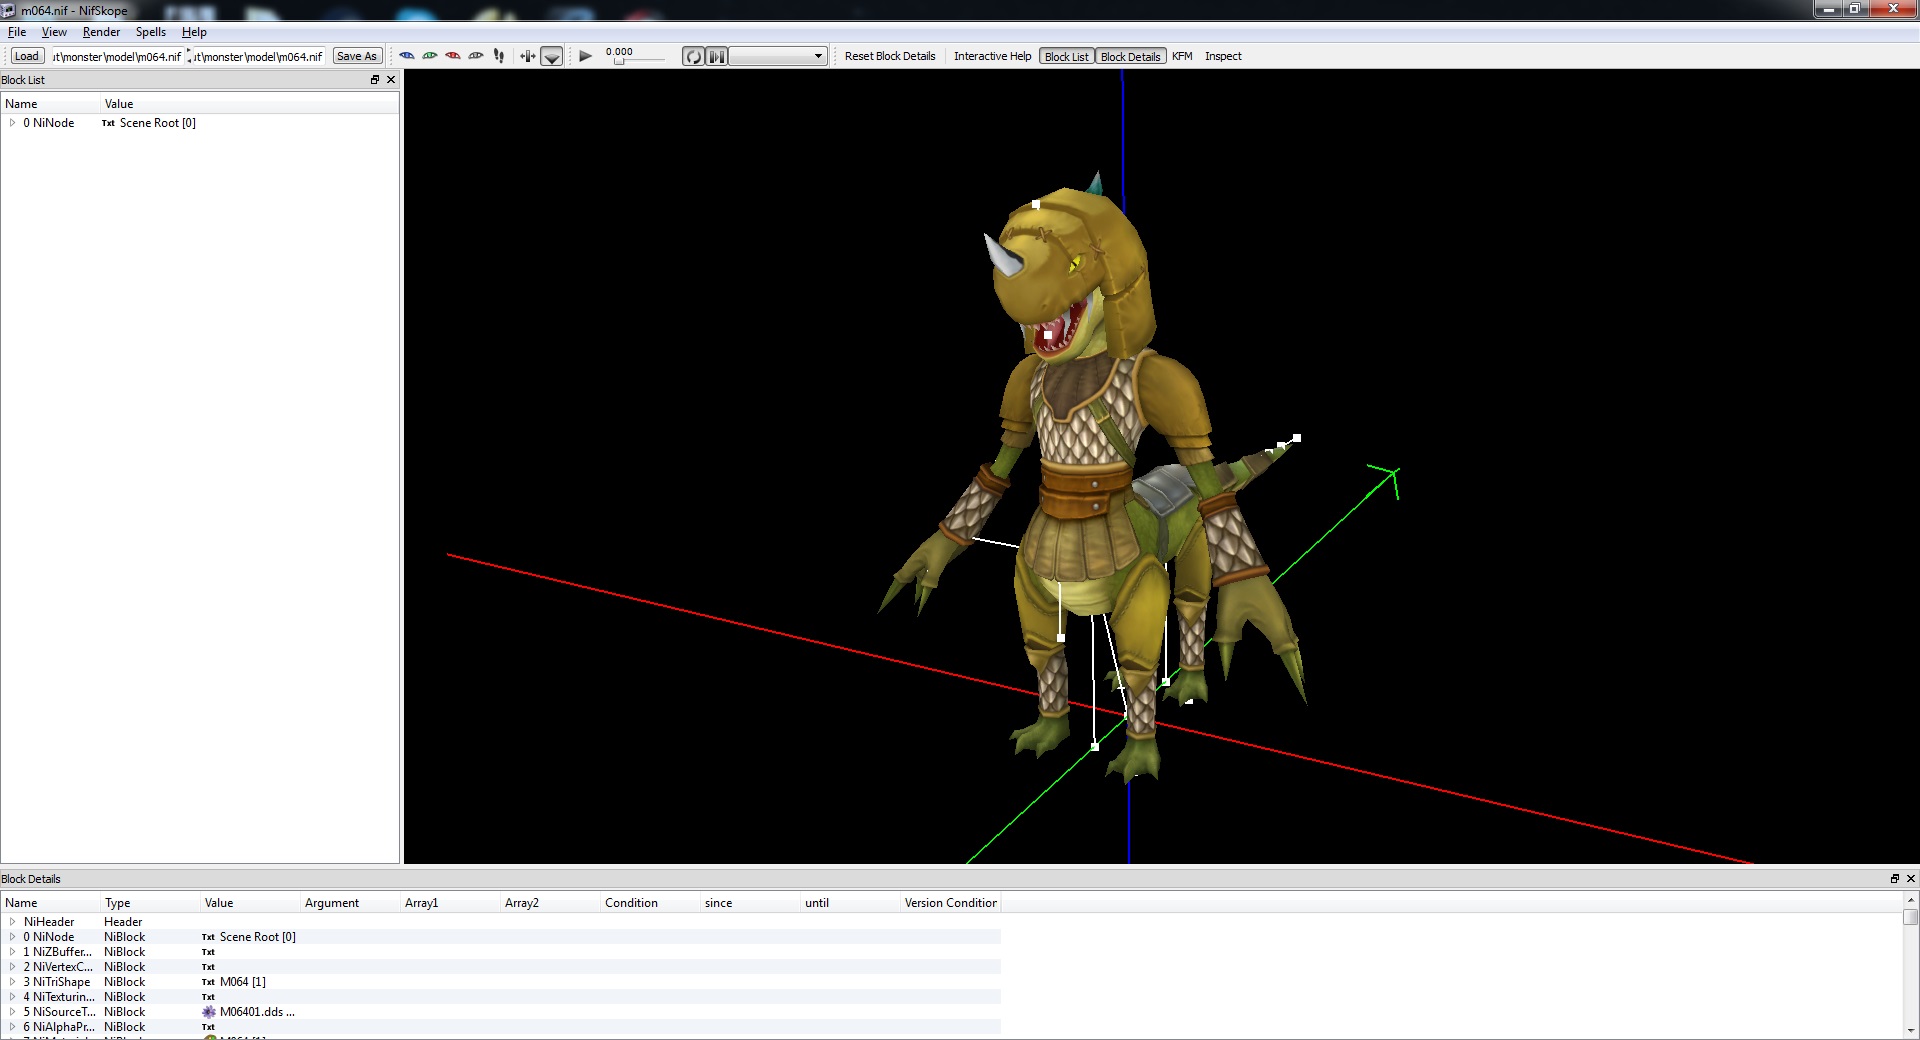 m064.nif - NifSkope
File View Render Spells Help
Load ut\monster\model\m064.nif ut\monster\model\m064.nif Save As 0.000 Reset Block Details Interactive Help Block List Block Details KFM Inspect
Block List
Name Value
0 NiNode Txt Scene Root [0]
Block Details
Name Type Value Argument Array1 Array2 Condition since until Version Condition
NiHeader Header
0 NiNode NiBlock Txt Scene Root [0]
1 NiZBuffer... NiBlock Txt
2 NiVertexC... NiBlock Txt
3 NiTriShape NiBlock Txt M064 [1]
4 NiTexturin... NiBlock Txt
5 NiSourceT... NiBlock M06401.dds ...
6 NiAlphaPr... NiBlock Txt